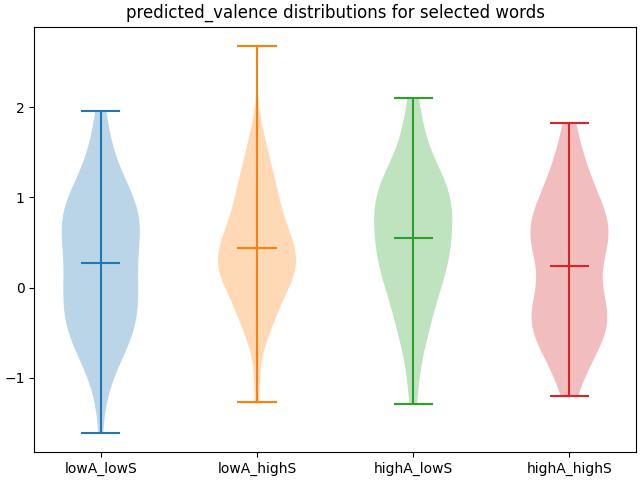 predicted_valence distributions for selected words
2
1
0
−1
lowA_lowS
lowA_highS
highA_lowS
highA_highS